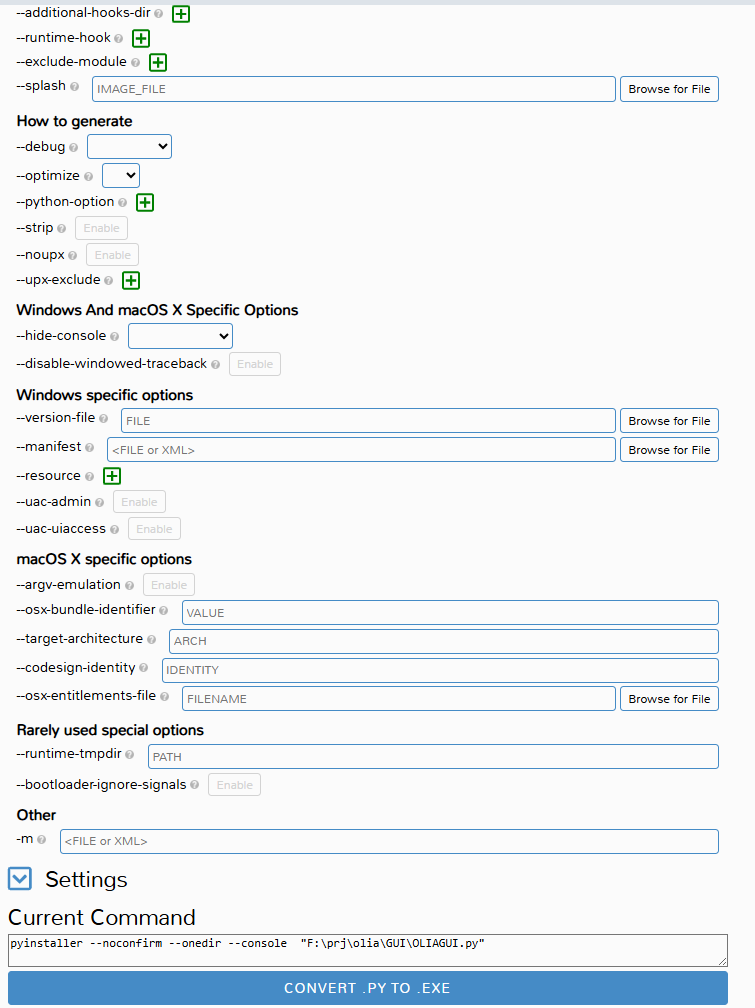 --additional-hooks-dir
--runtime-hook
--exclude-module
--splash IMAGE_FILE Browse for File
How to generate
--debug
--optimize
--python-option
--strip Enable
--noupx Enable
--upx-exclude
Windows And macOS X Specific Options
--hide-console
--disable-windowed-traceback Enable
Windows specific options
--version-file FILE Browse for File
--manifest <FILE or XML> Browse for File
--resource
--uac-admin Enable
--uac-uiaccess Enable
macOS X specific options
--argv-emulation Enable
--osx-bundle-identifier VALUE
--target-architecture ARCH
--codesign-identity IDENTITY
--osx-entitlements-file FILENAME Browse for File
Rarely used special options
--runtime-tmpdir PATH
--bootloader-ignore-signals Enable
Other
-m <FILE or XML>
Settings
Current Command
pyinstaller --noconfirm --onedir --console  "F:\prj\olia\GUI\OLIAGUI.py"
CONVERT .PY TO .EXE